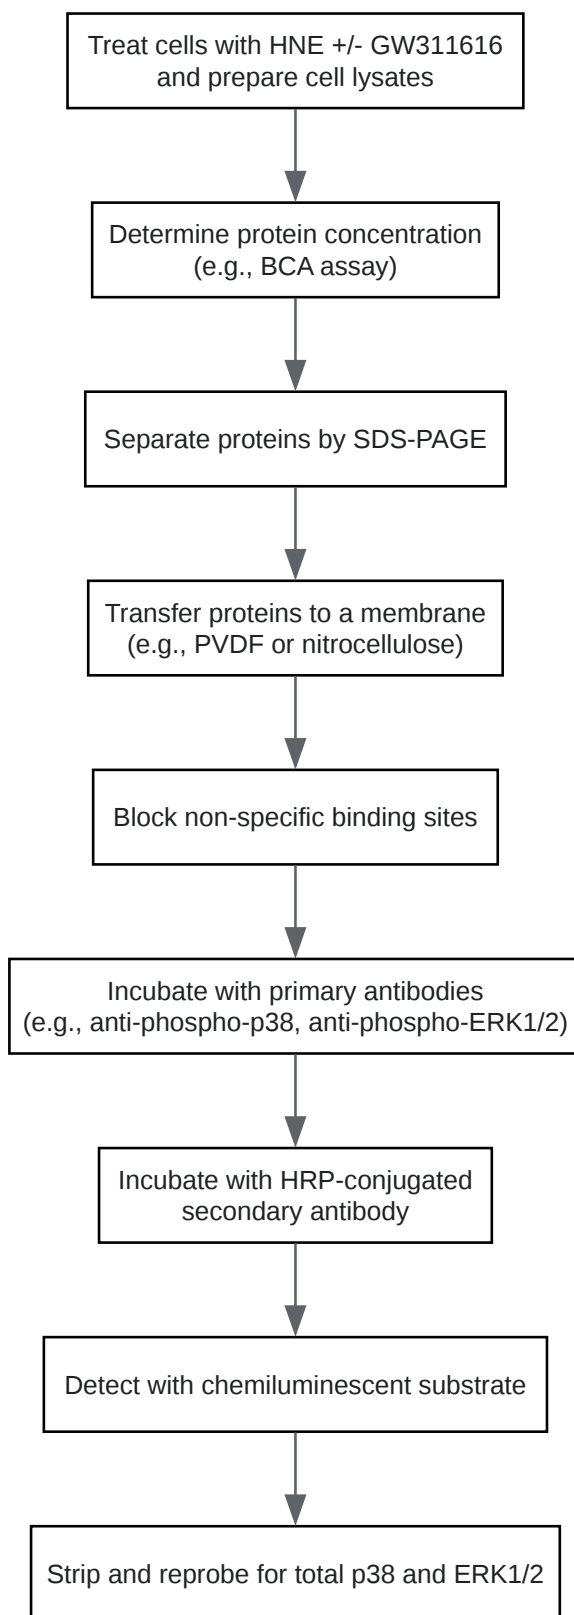 Treat cells with HNE +/- GW311616
and prepare cell lysates
Determine protein concentration
(e.g., BCA assay)
Separate proteins by SDS-PAGE
Transfer proteins to a membrane
(e.g., PVDF or nitrocellulose)
Block non-specific binding sites
Incubate with primary antibodies
(e.g., anti-phospho-p38, anti-phospho-ERK1/2)
Incubate with HRP-conjugated
secondary antibody
Detect with chemiluminescent substrate
Strip and reprobe for total p38 and ERK1/2